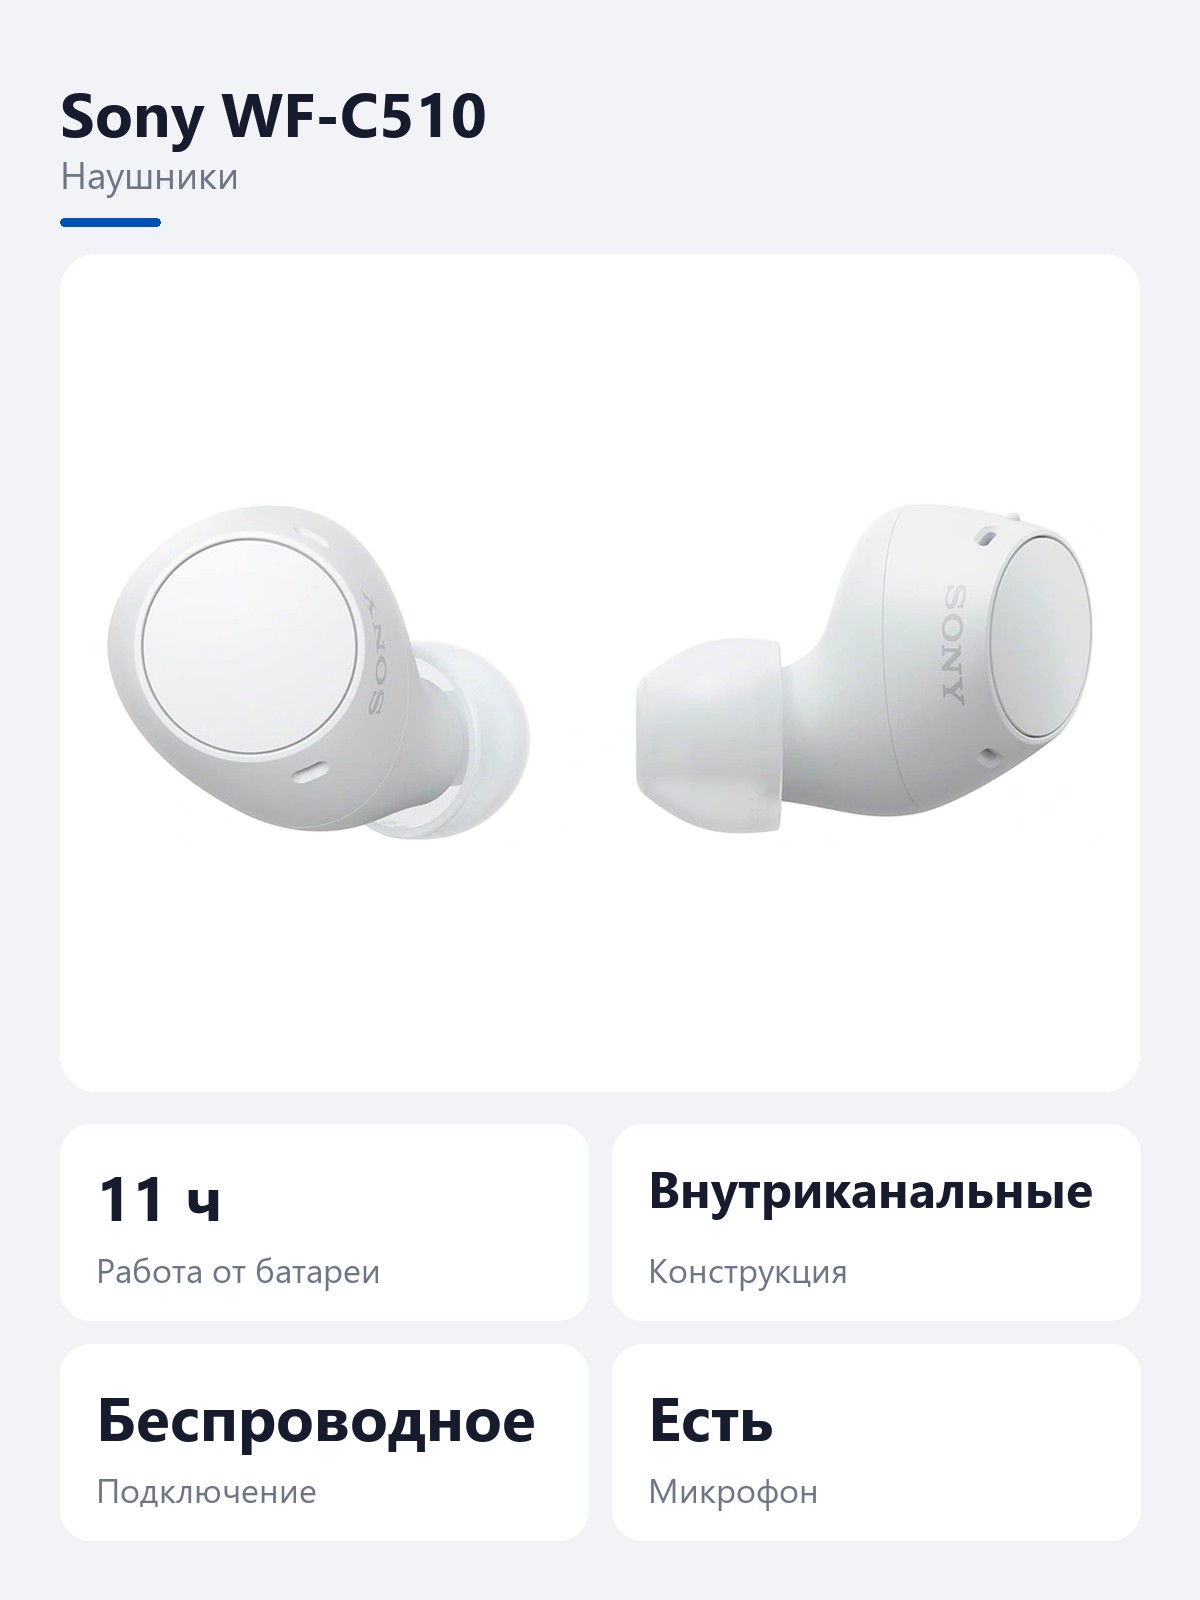 Sony WF-C510
Наушники
SONY
SONY
11 ч
Работа от батареи
Внутриканальные
Конструкция
Беспроводное
Подключение
Есть
Микрофон